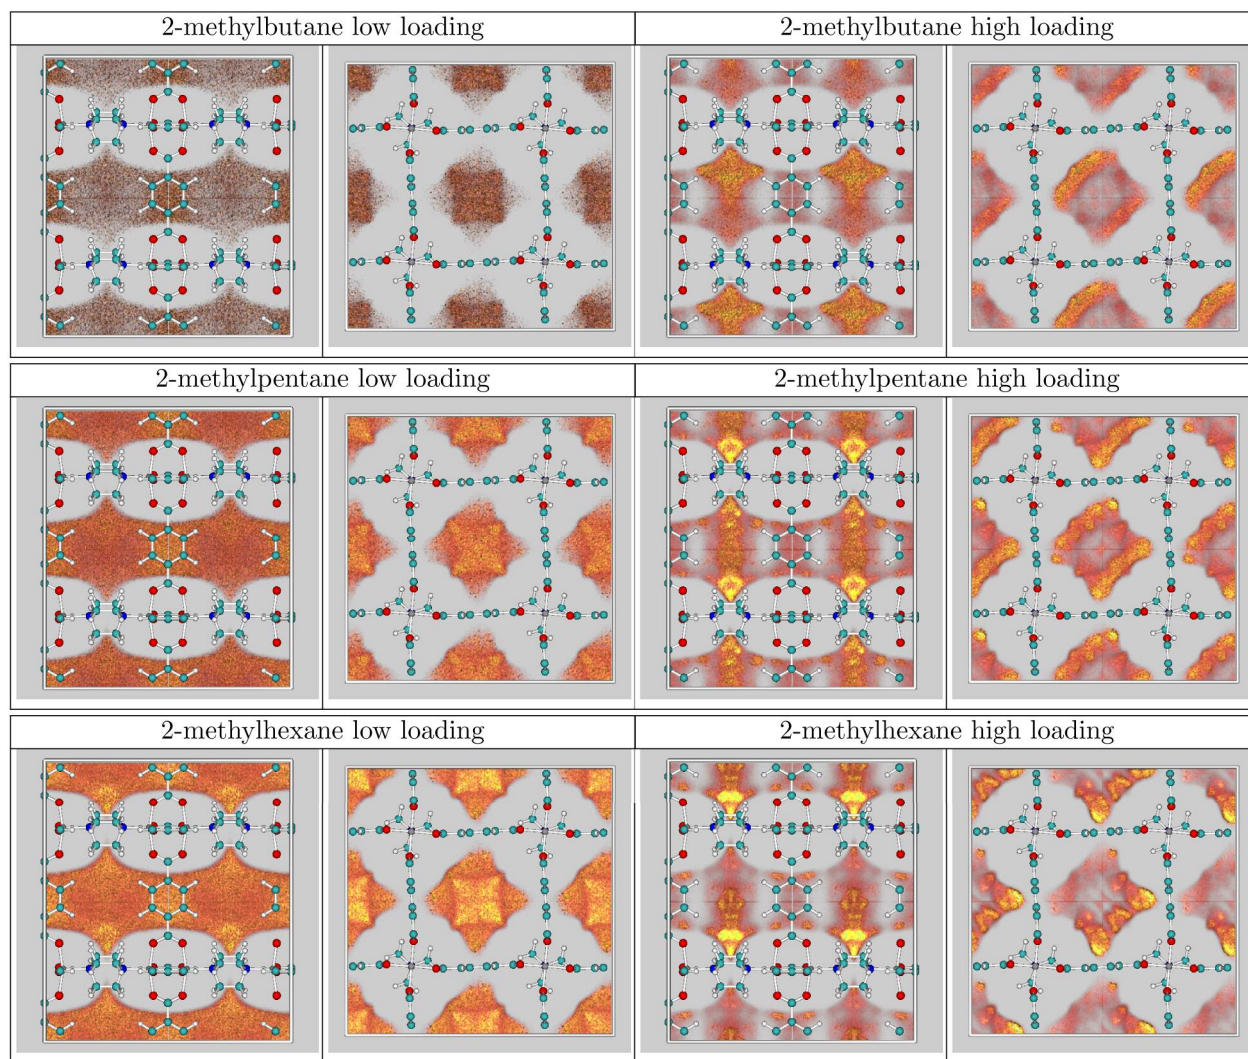 2-methylbutane low loading
2-methylbutane high loading
2-methylpentane low loading
2-methylpentane high loading
2-methylhexane low loading
2-methylhexane high loading